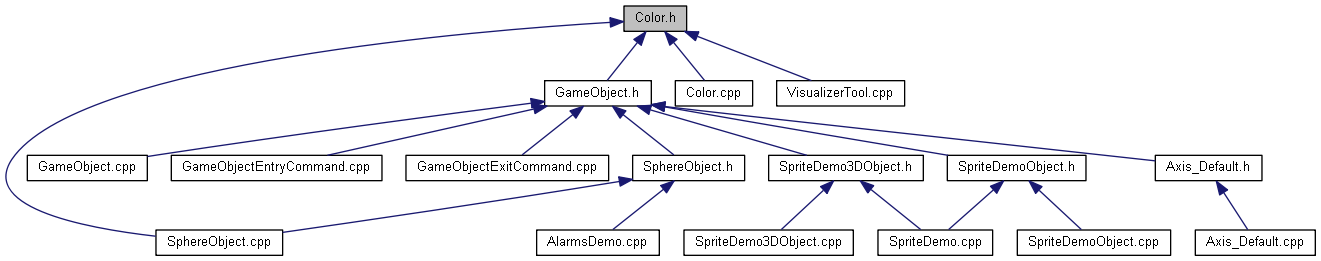 Color.h
GameObject.h
Color.cpp
VisualizerTool.cpp
GameObject.cpp
GameObjectEntryCommand.cpp
GameObjectExitCommand.cpp
SphereObject.h
SpriteDemo3DObject.h
SpriteDemoObject.h
Axis_Default.h
SphereObject.cpp
AlarmsDemo.cpp
SpriteDemo3DObject.cpp
SpriteDemo.cpp
SpriteDemoObject.cpp
Axis_Default.cpp